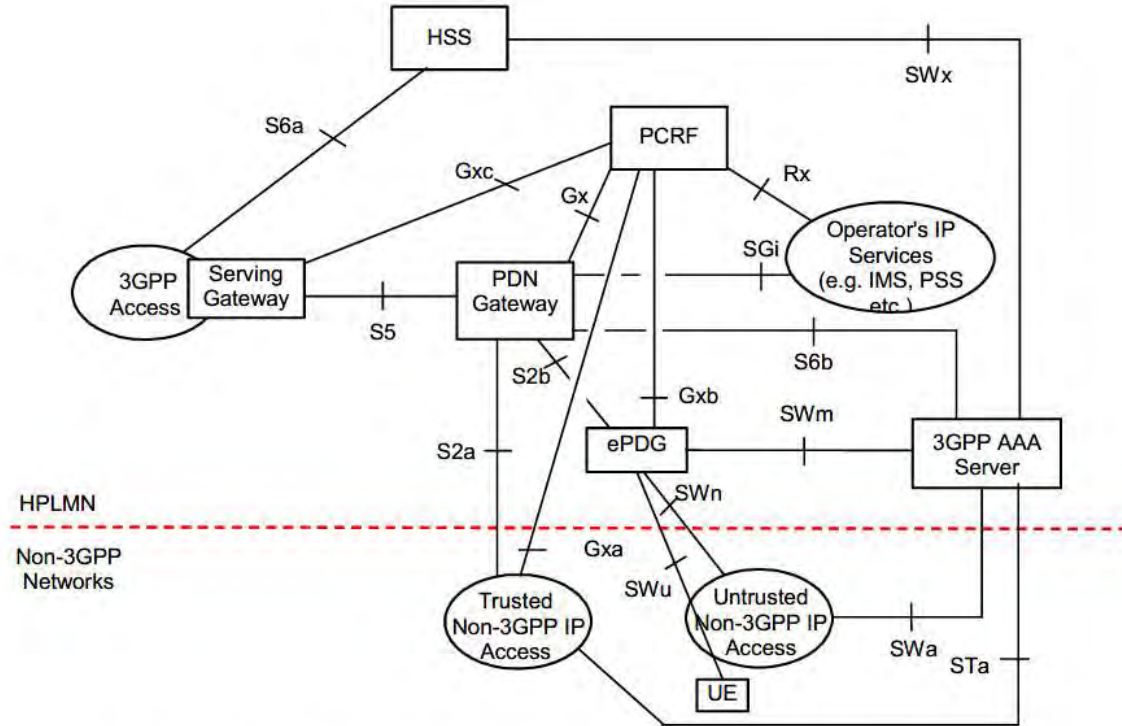 HSS
SWx
S6a
PCRF
Gxc
Gx
Rx
Operator's IP
Services
(e.g. IMS, PSS
etc.)
SGi
3GPP
Access
Serving
Gateway
PDN
Gateway
S5
S6b
S2b
Gxb
SWm
S2a
ePDG
3GPP AAA
Server
SWn
HPLMN
Non-3GPP
Networks
Gxa
SWu
Trusted
Non-3GPP IP
Access
Untrusted
Non-3GPP IP
Access
SWa
STa
UE